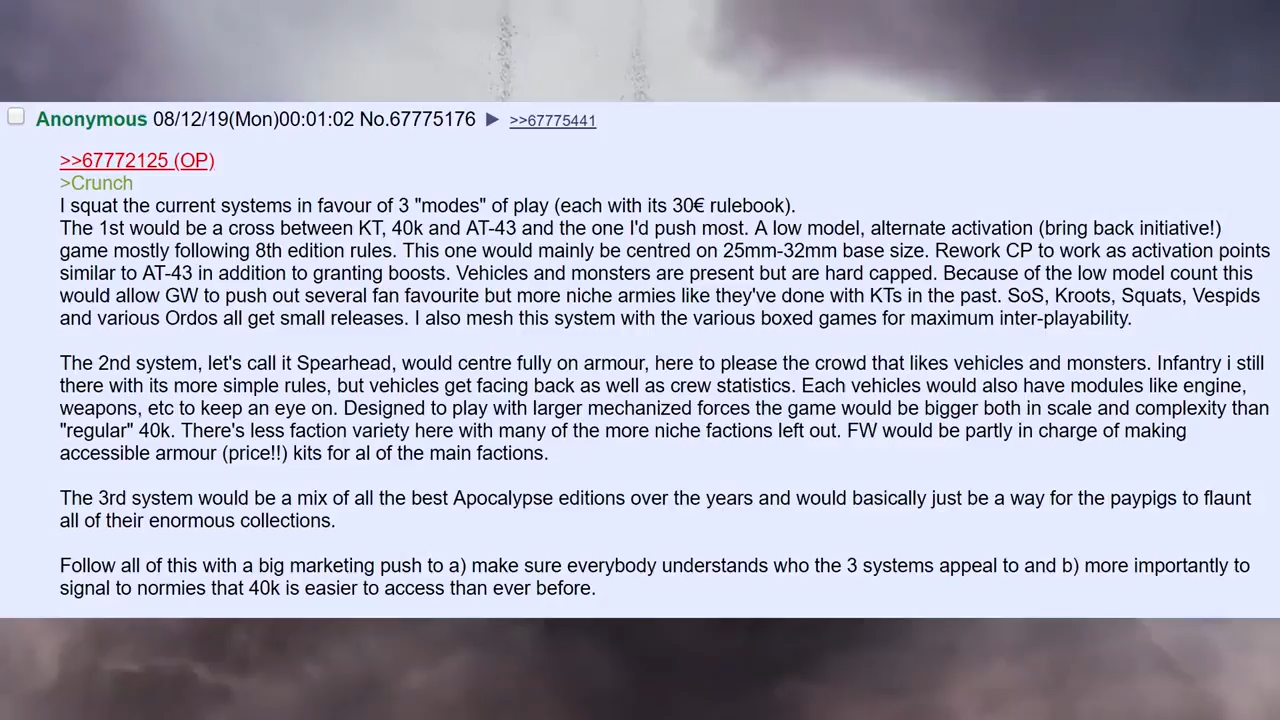 Anonymous 08/12/19(Mon)00:01:02 No.67775176 ▶ >>67775441
>>67772125 (OP)
>Crunch
I squat the current systems in favour of 3 "modes" of play (each with its 30€ rulebook).
The 1st would be a cross between KT, 40k and AT-43 and the one I'd push most. A low model, alternate activation (bring back initiative!)
game mostly following 8th edition rules. This one would mainly be centred on 25mm-32mm base size. Rework CP to work as activation points
similar to AT-43 in addition to granting boosts. Vehicles and monsters are present but are hard capped. Because of the low model count this
would allow GW to push out several fan favourite but more niche armies like they've done with KTs in the past. SoS, Kroots, Squats, Vespids
and various Ordos all get small releases. I also mesh this system with the various boxed games for maximum inter-playability.
The 2nd system, let's call it Spearhead, would centre fully on armour, here to please the crowd that likes vehicles and monsters. Infantry i still
there with its more simple rules, but vehicles get facing back as well as crew statistics. Each vehicles would also have modules like engine,
weapons, etc to keep an eye on. Designed to play with larger mechanized forces the game would be bigger both in scale and complexity than
"regular" 40k. There's less faction variety here with many of the more niche factions left out. FW would be partly in charge of making
accessible armour (price!!) kits for al of the main factions.
The 3rd system would be a mix of all the best Apocalypse editions over the years and would basically just be a way for the paypigs to flaunt
all of their enormous collections.
Follow all of this with a big marketing push to a) make sure everybody understands who the 3 systems appeal to and b) more importantly to
signal to normies that 40k is easier to access than ever before.